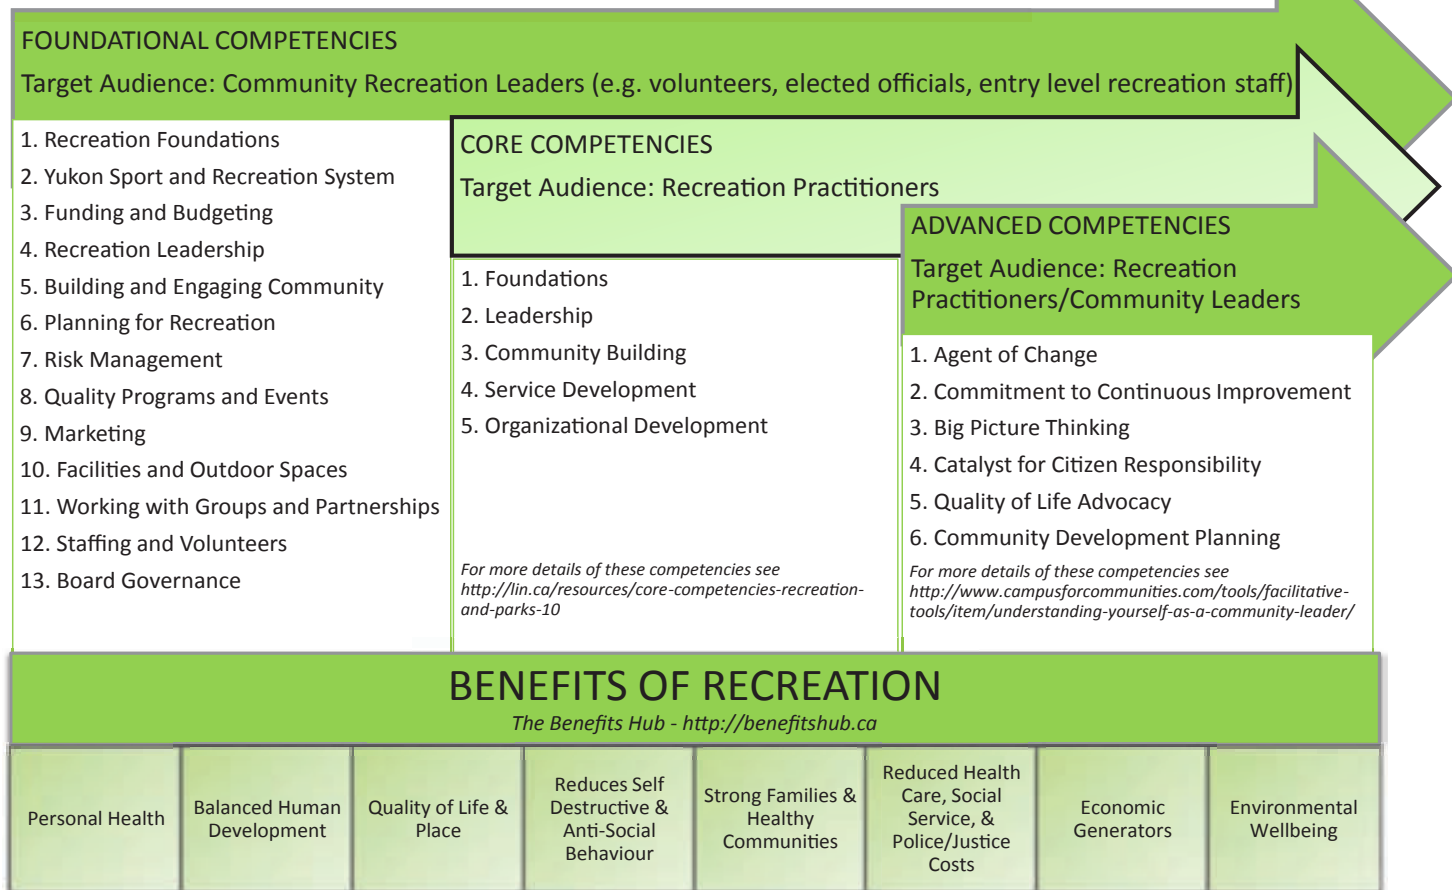 FOUNDATIONAL COMPETENCIES
Target Audience: Community Recreation Leaders (e.g. volunteers, elected officials, entry level recreation staff)
1. Recreation Foundations
2. Yukon Sport and Recreation System
3. Funding and Budgeting
4. Recreation Leadership
5. Building and Engaging Community
6. Planning for Recreation
7. Risk Management
8. Quality Programs and Events
9. Marketing
10. Facilities and Outdoor Spaces
11. Working with Groups and Partnerships
12. Staffing and Volunteers
13. Board Governance
CORE COMPETENCIES
Target Audience: Recreation Practitioners
1. Foundations
2. Leadership
3. Community Building
4. Service Development
5. Organizational Development
For more details of these competencies see
http://lin.ca/resources/core-competencies-recreation-
and-parks-10
ADVANCED COMPETENCIES
Target Audience: Recreation
Practitioners/Community Leaders
1. Agent of Change
2. Commitment to Continuous Improvement
3. Big Picture Thinking
4. Catalyst for Citizen Responsibility
5. Quality of Life Advocacy
6. Community Development Planning
For more details of these competencies see
http://www.campusforcommunities.com/tools/facilitative-
tools/item/understanding-yourself-as-a-community-leader/
BENEFITS OF RECREATION
The Benefits Hub - http://benefitshub.ca
Personal Health
Balanced Human
Development
Quality of Life &
Place
Reduces Self
Destructive &
Anti-Social
Behaviour
Strong Families &
Healthy
Communities
Reduced Health
Care, Social
Service, &
Police/Justice
Costs
Economic
Generators
Environmental
Wellbeing